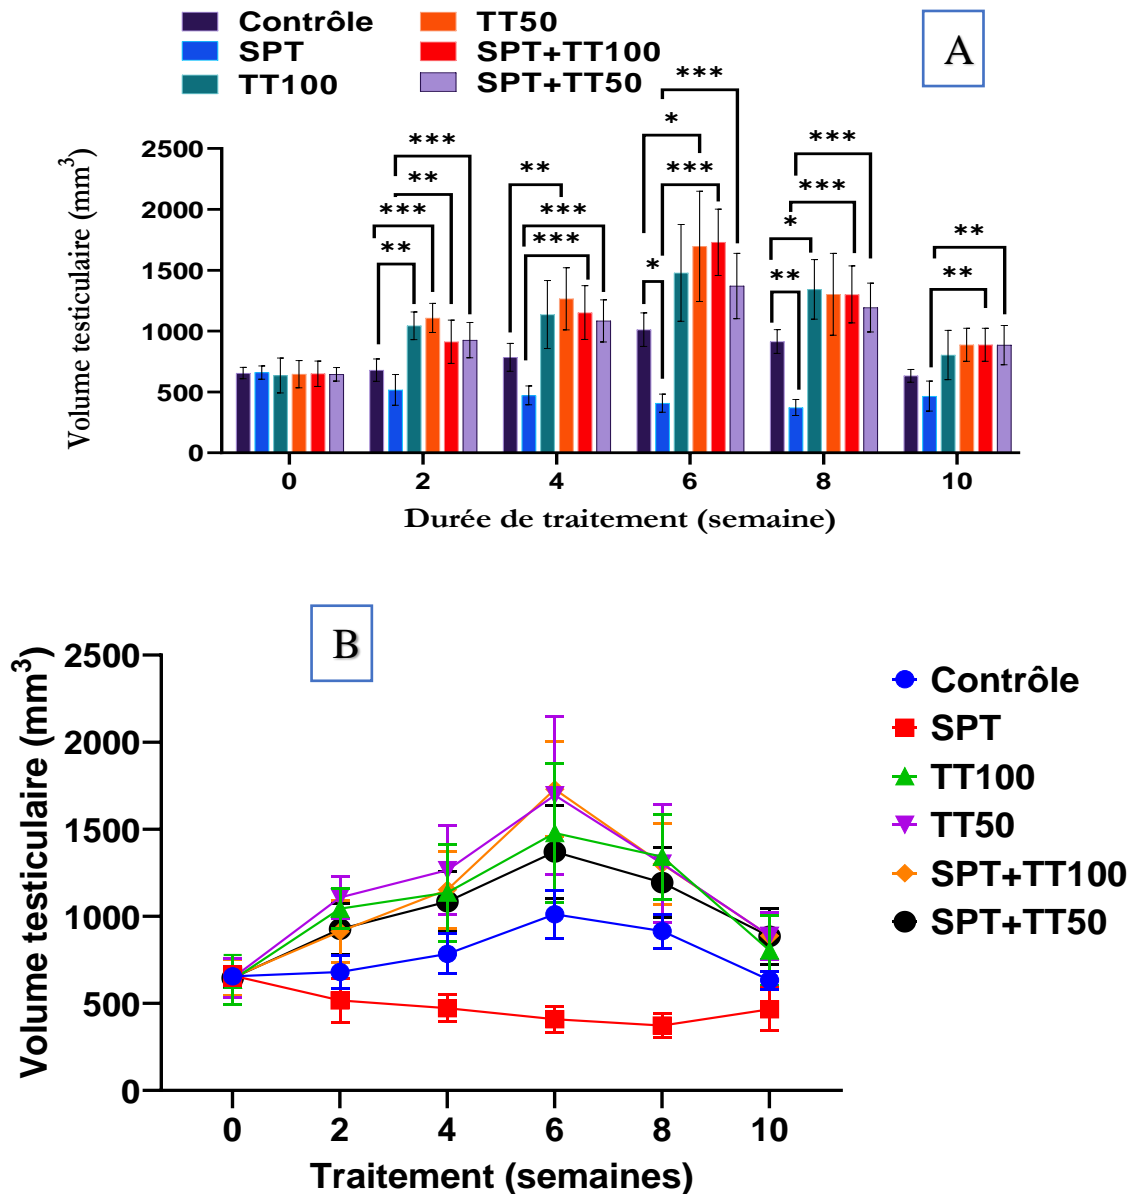 Contrôle
SPT
TT100
TT50
SPT+TT100
SPT+TT50
A
Volume testiculaire (mm³)
2500
2000
1500
1000
500
0
***
**
***
**
**
***
***
***
*
***
*
***
***
*
**
**
**
0 2 4 6 8 10
Durée de traitement (semaine)
B
Volume testiculaire (mm³)
2500
2000
1500
1000
500
0
0 2 4 6 8 10
Traitement (semaines)
Contrôle
SPT
TT100
TT50
SPT+TT100
SPT+TT50